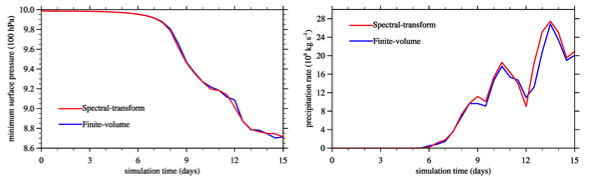 10.0
9.8
9.6
9.4
9.2
9.0
8.8
8.6
minimum surface pressure (100 hPa)
Spectral-transform
Finite-volume
0 3 6 9 12 15
simulation time (days)
28
24
20
16
12
8
4
0
precipitation rate (10⁸ kg s⁻¹)
Spectral-transform
Finite-volume
0 3 6 9 12 15
simulation time (days)